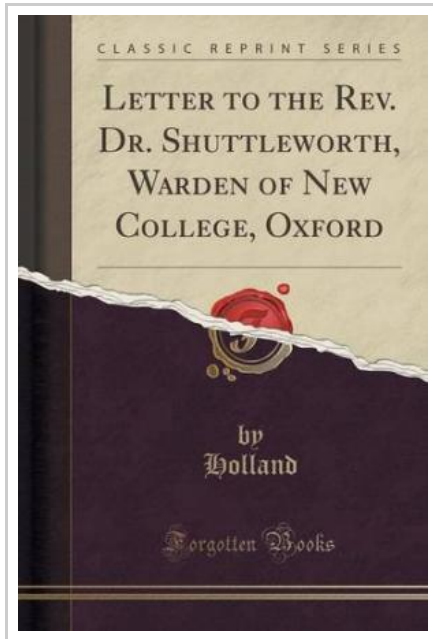 CLASSIC REPRINT SERIES
LETTER TO THE REV.
DR. SHUTTLEWORTH,
WARDEN OF NEW
COLLEGE, OXFORD
by
Holland
Forgotten Books